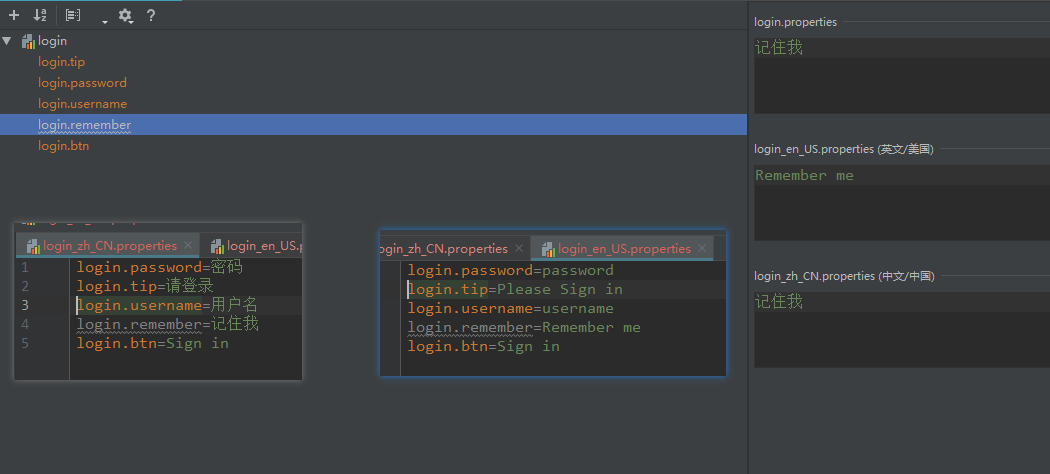 login
login.tip
login.password
login.username
login.remember
login.btn
login.properties
记住我
login_en_US.properties (英文/美国)
Remember me
login_zh_CN.properties (中文/中国)
记住我
login_zh_CN.properties
login_en_US.p
1 login.password=密码
2 login.tip=请登录
3 login.username=用户名
4 login.remember=记住我
5 login.btn=Sign in
ogin_zh_CN.properties
login_en_US.properties
login.password=password
login.tip=Please Sign in
login.username=username
login.remember=Remember me
login.btn=Sign in